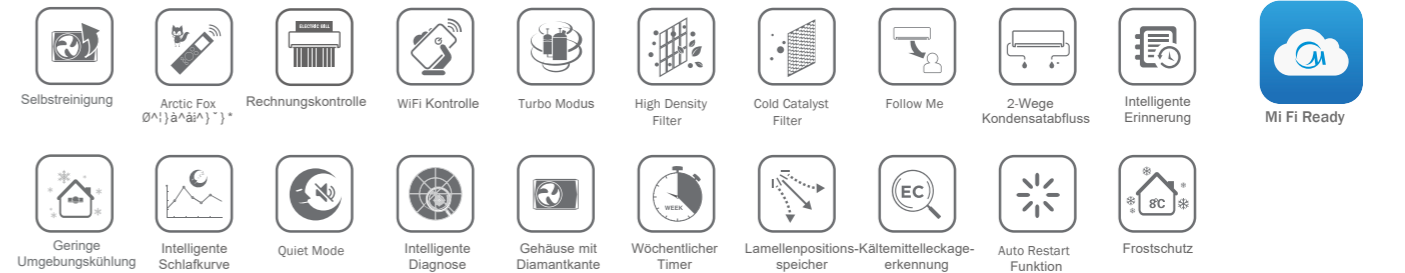 ELECTRIC BILL
Selbstreinigung
Arctic Fox
Rechnungskontrolle
WiFi Kontrolle
Turbo Modus
High Density
Filter
Cold Catalyst
Filter
Follow Me
2-Wege
Kondensatabfluss
Intelligente
Erinnerung
M
Mi Fi Ready
Geringe
Umgebungskühlung
Intelligente
Schlafkurve
Quiet Mode
Intelligente
Diagnose
Gehäuse mit
Diamantkante
WEEK
Wöchentlicher
Timer
Lamellenpositions-
speicher
EC
Kältemittelleckage-
erkennung
Auto Restart
Funktion
8°C
Frostschutz